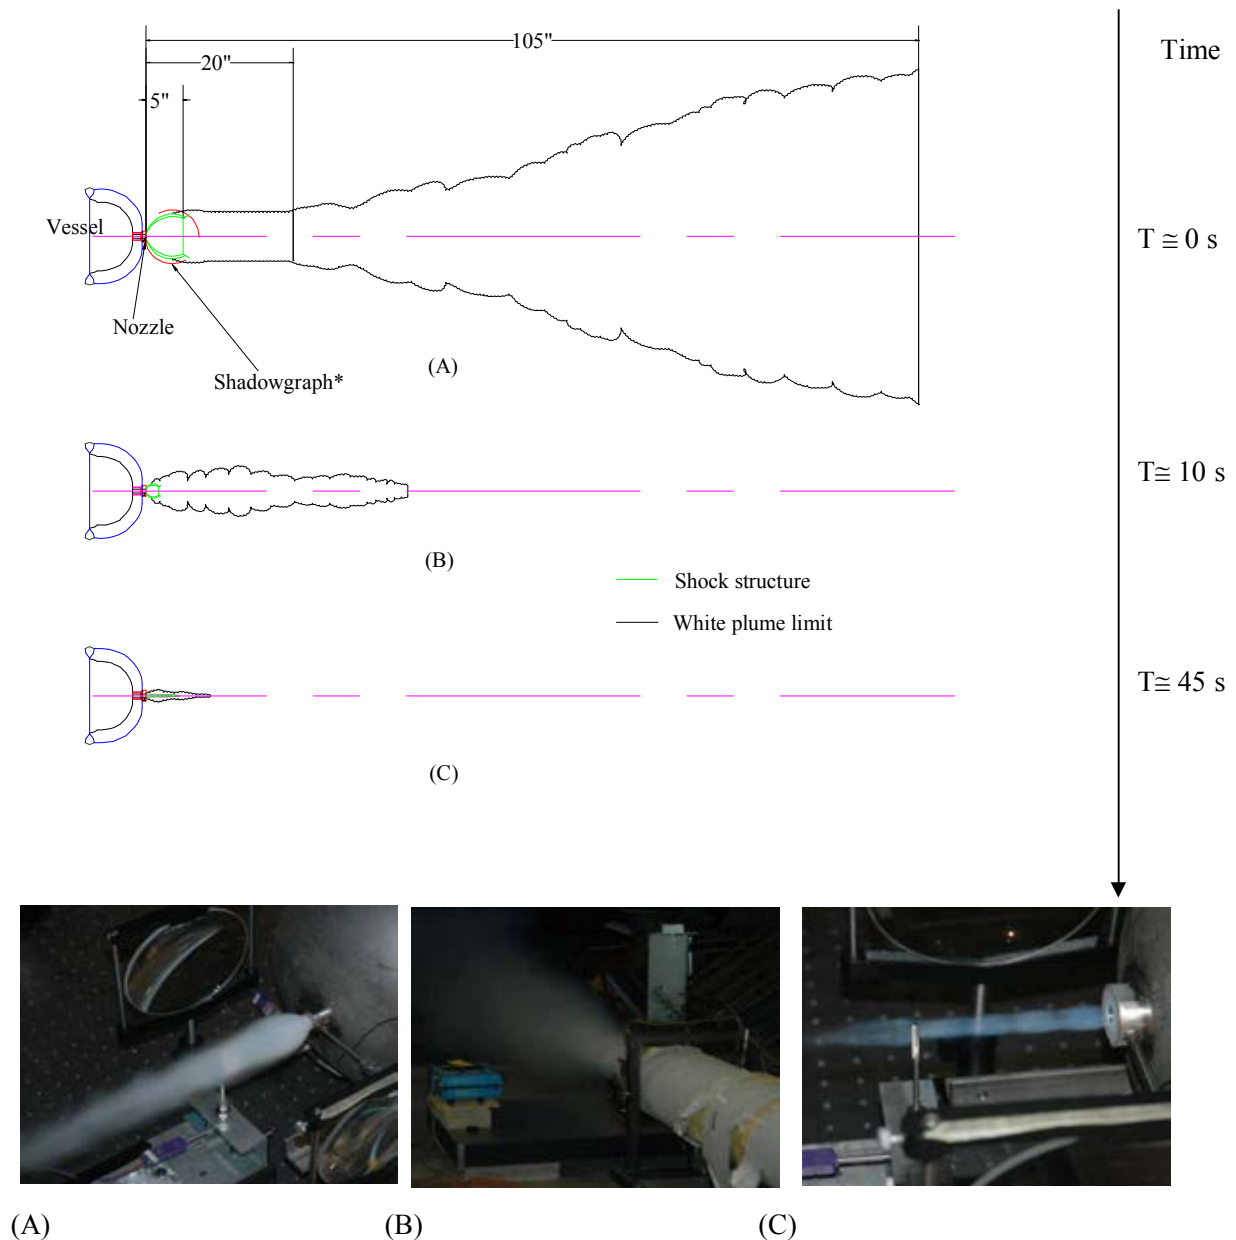 105"
Time
20"
5"
Vessel
T ≅ 0 s
Nozzle
(A)
Shadowgraph*
T≅ 10 s
(B)
Shock structure
White plume limit
T≅ 45 s
(C)
(A) (B) (C)